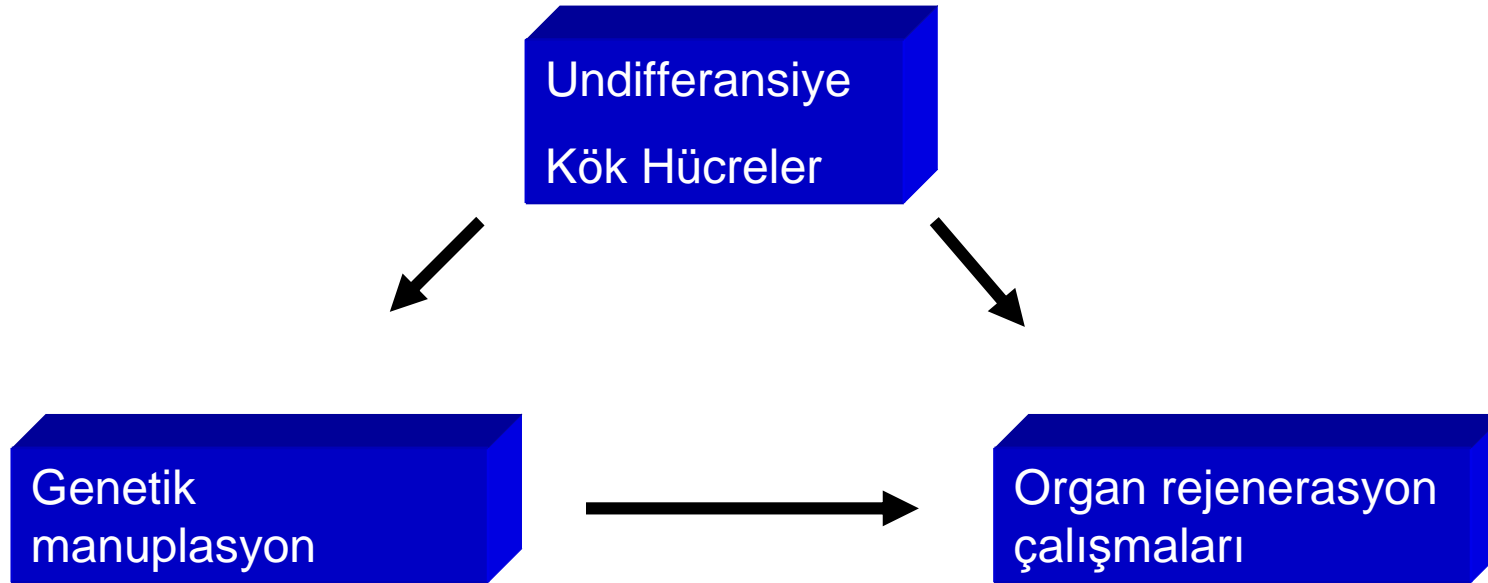 Undifferansiye
Kök Hücreler
Genetik
manuplasyon
Organ rejenerasyon
çalışmaları